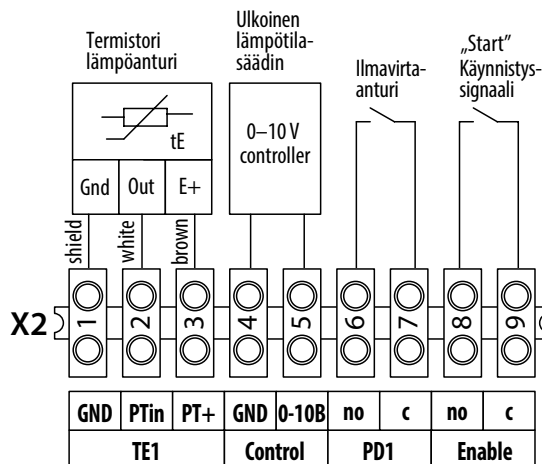 Termistori
lämpöanturi
Ulkoinen
lämpötila-
säädin
Ilmavirta-
anturi
„Start”
Käynnistys-
signaali
tE
0–10 V
controller
Gnd Out E+
shield
white
brown
X2
1 2 3 4 5 6 7 8 9
GND PTin PT+ GND 0-10B no c no c
TE1 Control PD1 Enable